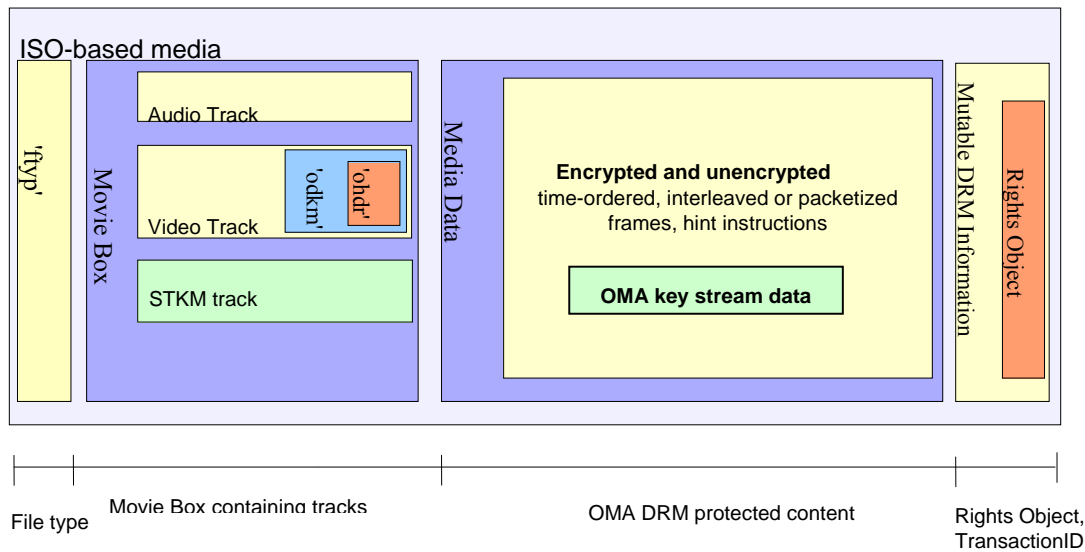 ISO-based media
'ftyp'
Movie Box
Audio Track
Video Track
'odkm'
'ohdr'
STKM track
Media Data
Encrypted and unencrypted
time-ordered, interleaved or packetized
frames, hint instructions
OMA key stream data
Mutable DRM Information
Rights Object
File type
Movie Box containing tracks
OMA DRM protected content
Rights Object,
TransactionID